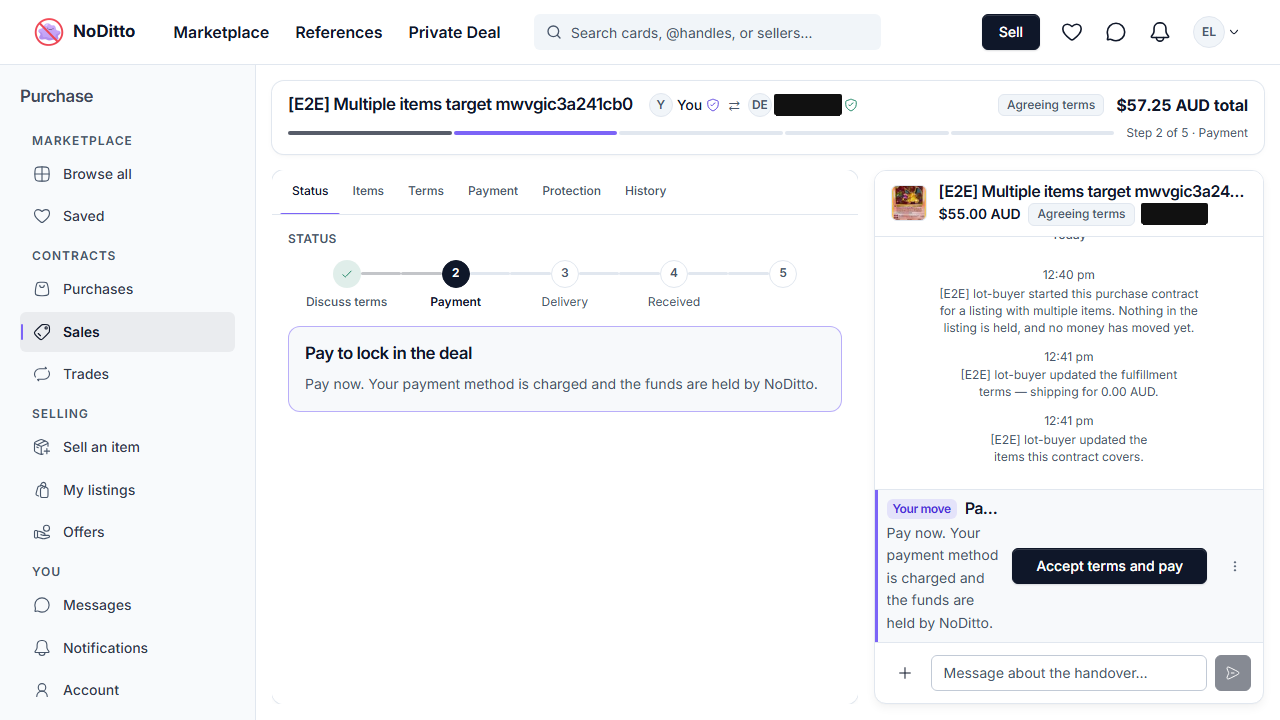 NoDitto
Marketplace
References
Private Deal
Search cards, @handles, or sellers...
Sell
EL
Purchase
MARKETPLACE
Browse all
Saved
CONTRACTS
Purchases
Sales
Trades
SELLING
Sell an item
My listings
Offers
YOU
Messages
Notifications
Account
[E2E] Multiple items target mwvgic3a241cb0
Y
You
DE
Agreeing terms
$57.25 AUD total
Step 2 of 5 · Payment
Status
Items
Terms
Payment
Protection
History
STATUS
2
3
4
5
Discuss terms
Payment
Delivery
Received
Pay to lock in the deal
Pay now. Your payment method is charged and the funds are held by NoDitto.
[E2E] Multiple items target mwvgic3a24...
$55.00 AUD
Agreeing terms
Today
12:40 pm
[E2E] lot-buyer started this purchase contract
for a listing with multiple items. Nothing in the
listing is held, and no money has moved yet.
12:41 pm
[E2E] lot-buyer updated the fulfillment
terms — shipping for 0.00 AUD.
12:41 pm
[E2E] lot-buyer updated the
items this contract covers.
Your move
Pa...
Pay now. Your
payment method
is charged and
the funds are
held by NoDitto.
Accept terms and pay
Message about the handover...